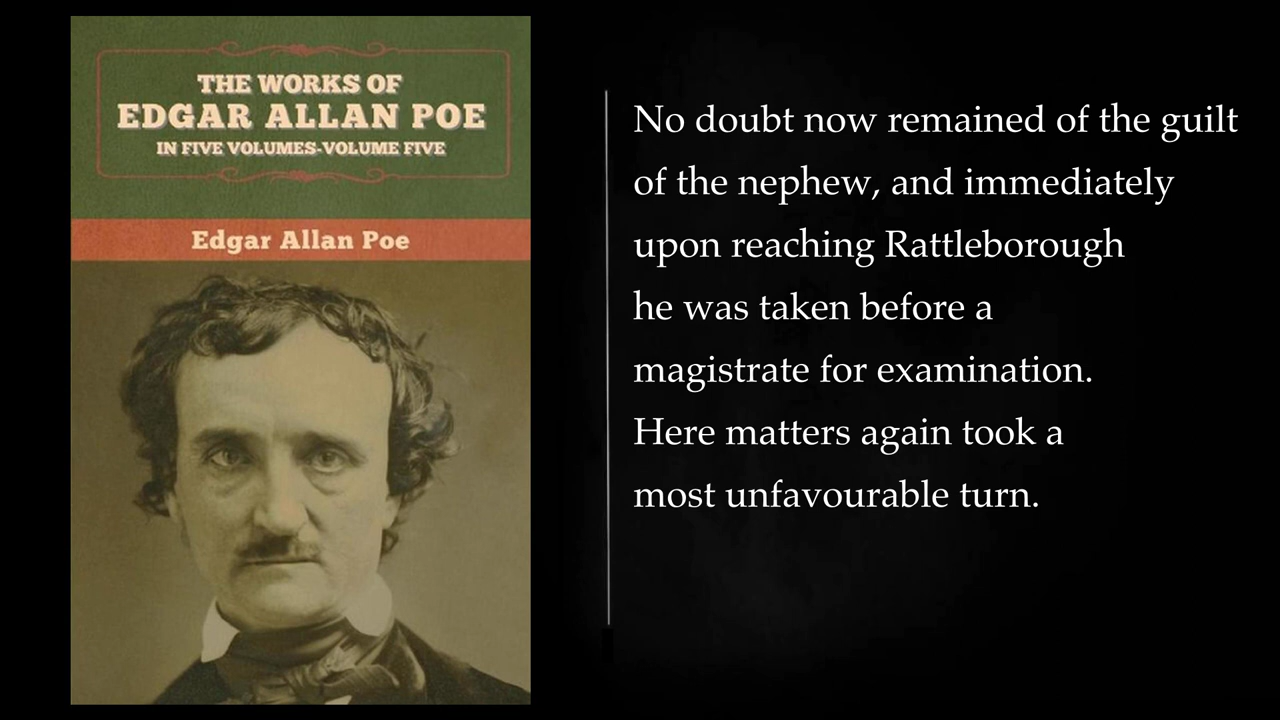 THE WORKS OF
EDGAR ALLAN POE
IN FIVE VOLUMES-VOLUME FIVE
Edgar Allan Poe
No doubt now remained of the guilt
of the nephew, and immediately
upon reaching Rattleborough
he was taken before a
magistrate for examination.
Here matters again took a
most unfavourable turn.